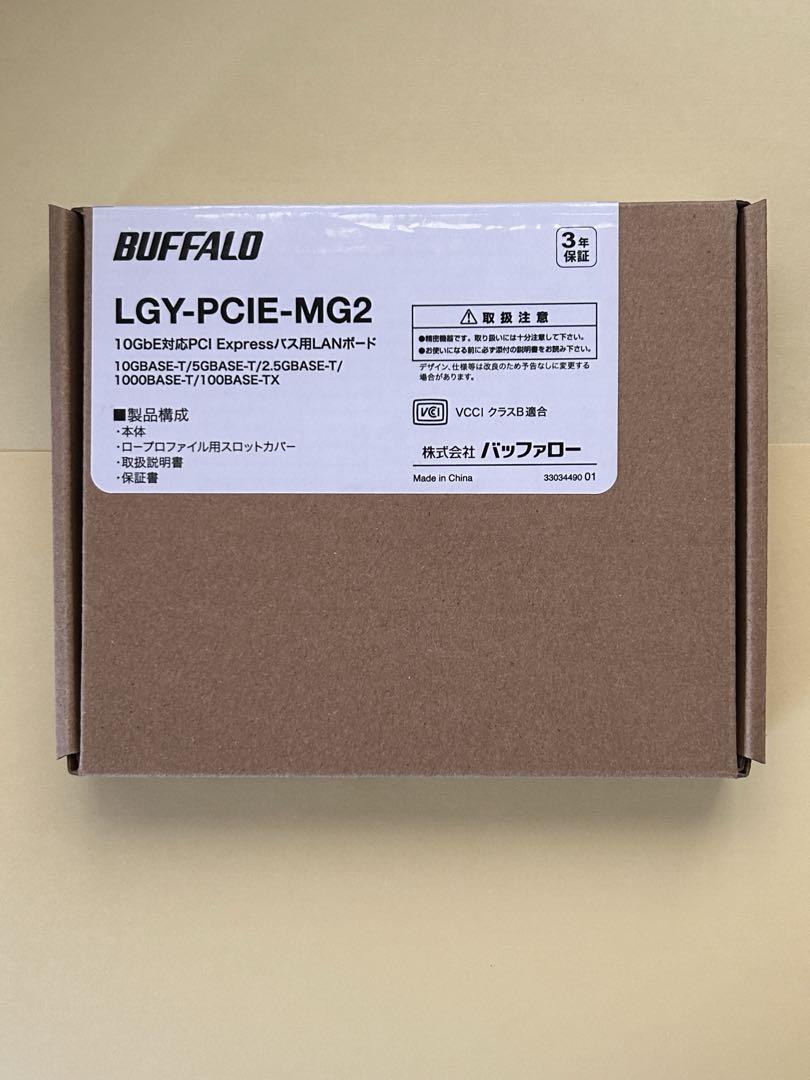 BUFFALO
3年
保証
LGY-PCIE-MG2
10GbE対応PCI Expressバス用LANボード
10GBASE-T/5GBASE-T/2.5GBASE-T/
1000BASE-T/100BASE-TX
■製品構成
・本体
・ロープロファイル用スロットカバー
・取扱説明書
・保証書
⚠取扱注意
●精密機器です。取り扱いには十分注意して下さい。
●お使いになる前に必ず添付の説明書をお読み下さい。
デザイン、仕様等は改良のため予告なしに変更する
場合があります。
VCCI VCCI クラスB適合
株式会社 バッファロー
Made in China 33034490 01